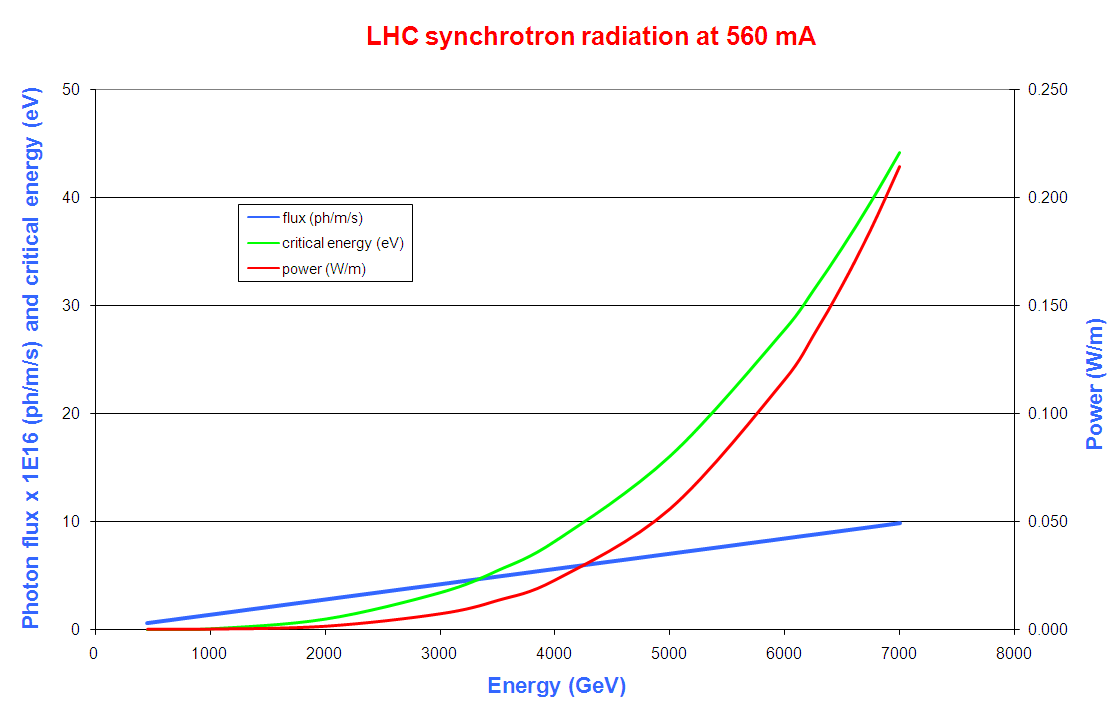 LHC synchrotron radiation at 560 mA
Photon flux x 1E16 (ph/m/s) and critical energy (eV)
50
40
30
20
10
0
flux (ph/m/s)
critical energy (eV)
power (W/m)
0.250
0.200
0.150
0.100
0.050
0.000
Power (W/m)
0 1000 2000 3000 4000 5000 6000 7000 8000
Energy (GeV)